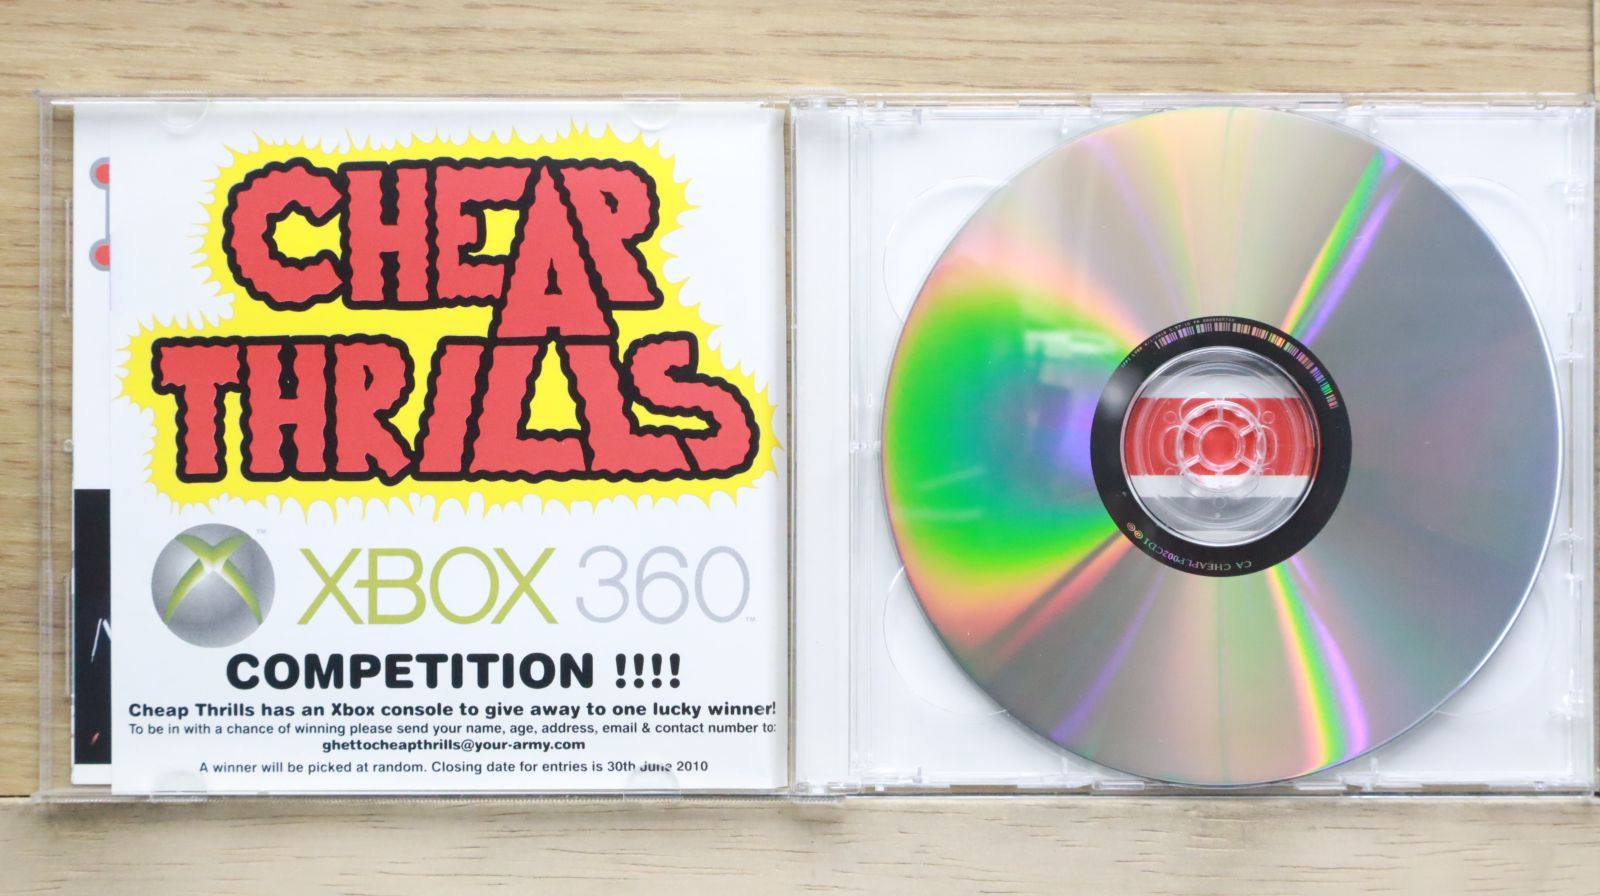 CHEAP
THRILLS
XBOX 360™
COMPETITION !!!!
Cheap Thrills has an Xbox console to give away to one lucky winner!
To be in with a chance of winning please send your name, age, address, email & contact number to:
ghettocheapthrills@your-army.com
A winner will be picked at random. Closing date for entries is 30th June 2010
CA CHEAPLP002CD1